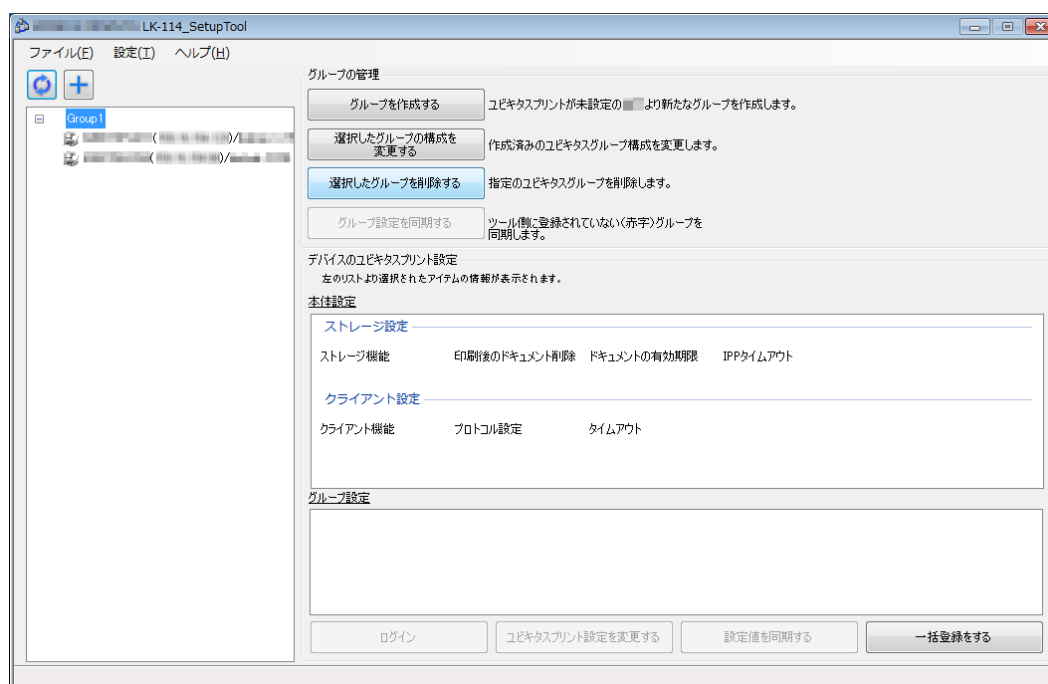 LK-114_SetupTool
ファイル(F) 設定(T) ヘルプ(H)
グループの管理
グループを作成する ユビキタスプリントが未設定の より新たなグループを作成します。
選択したグループの構成を
変更する
作成済みのユビキタスグループ構成を変更します。
選択したグループを削除する 指定のユビキタスグループを削除します。
グループ設定を同期する ツール側に登録されていない(赤字)グループを
同期します。
Group1
( )/
( )/
デバイスのユビキタスプリント設定
左のリストより選択されたアイテムの情報が表示されます。
本体設定
ストレージ設定
ストレージ機能 印刷後のドキュメント削除 ドキュメントの有効期限 IPPタイムアウト
クライアント設定
クライアント機能 プロトコル設定 タイムアウト
グループ設定
ログイン ユビキタスプリント設定を変更する 設定値を同期する 一括登録をする